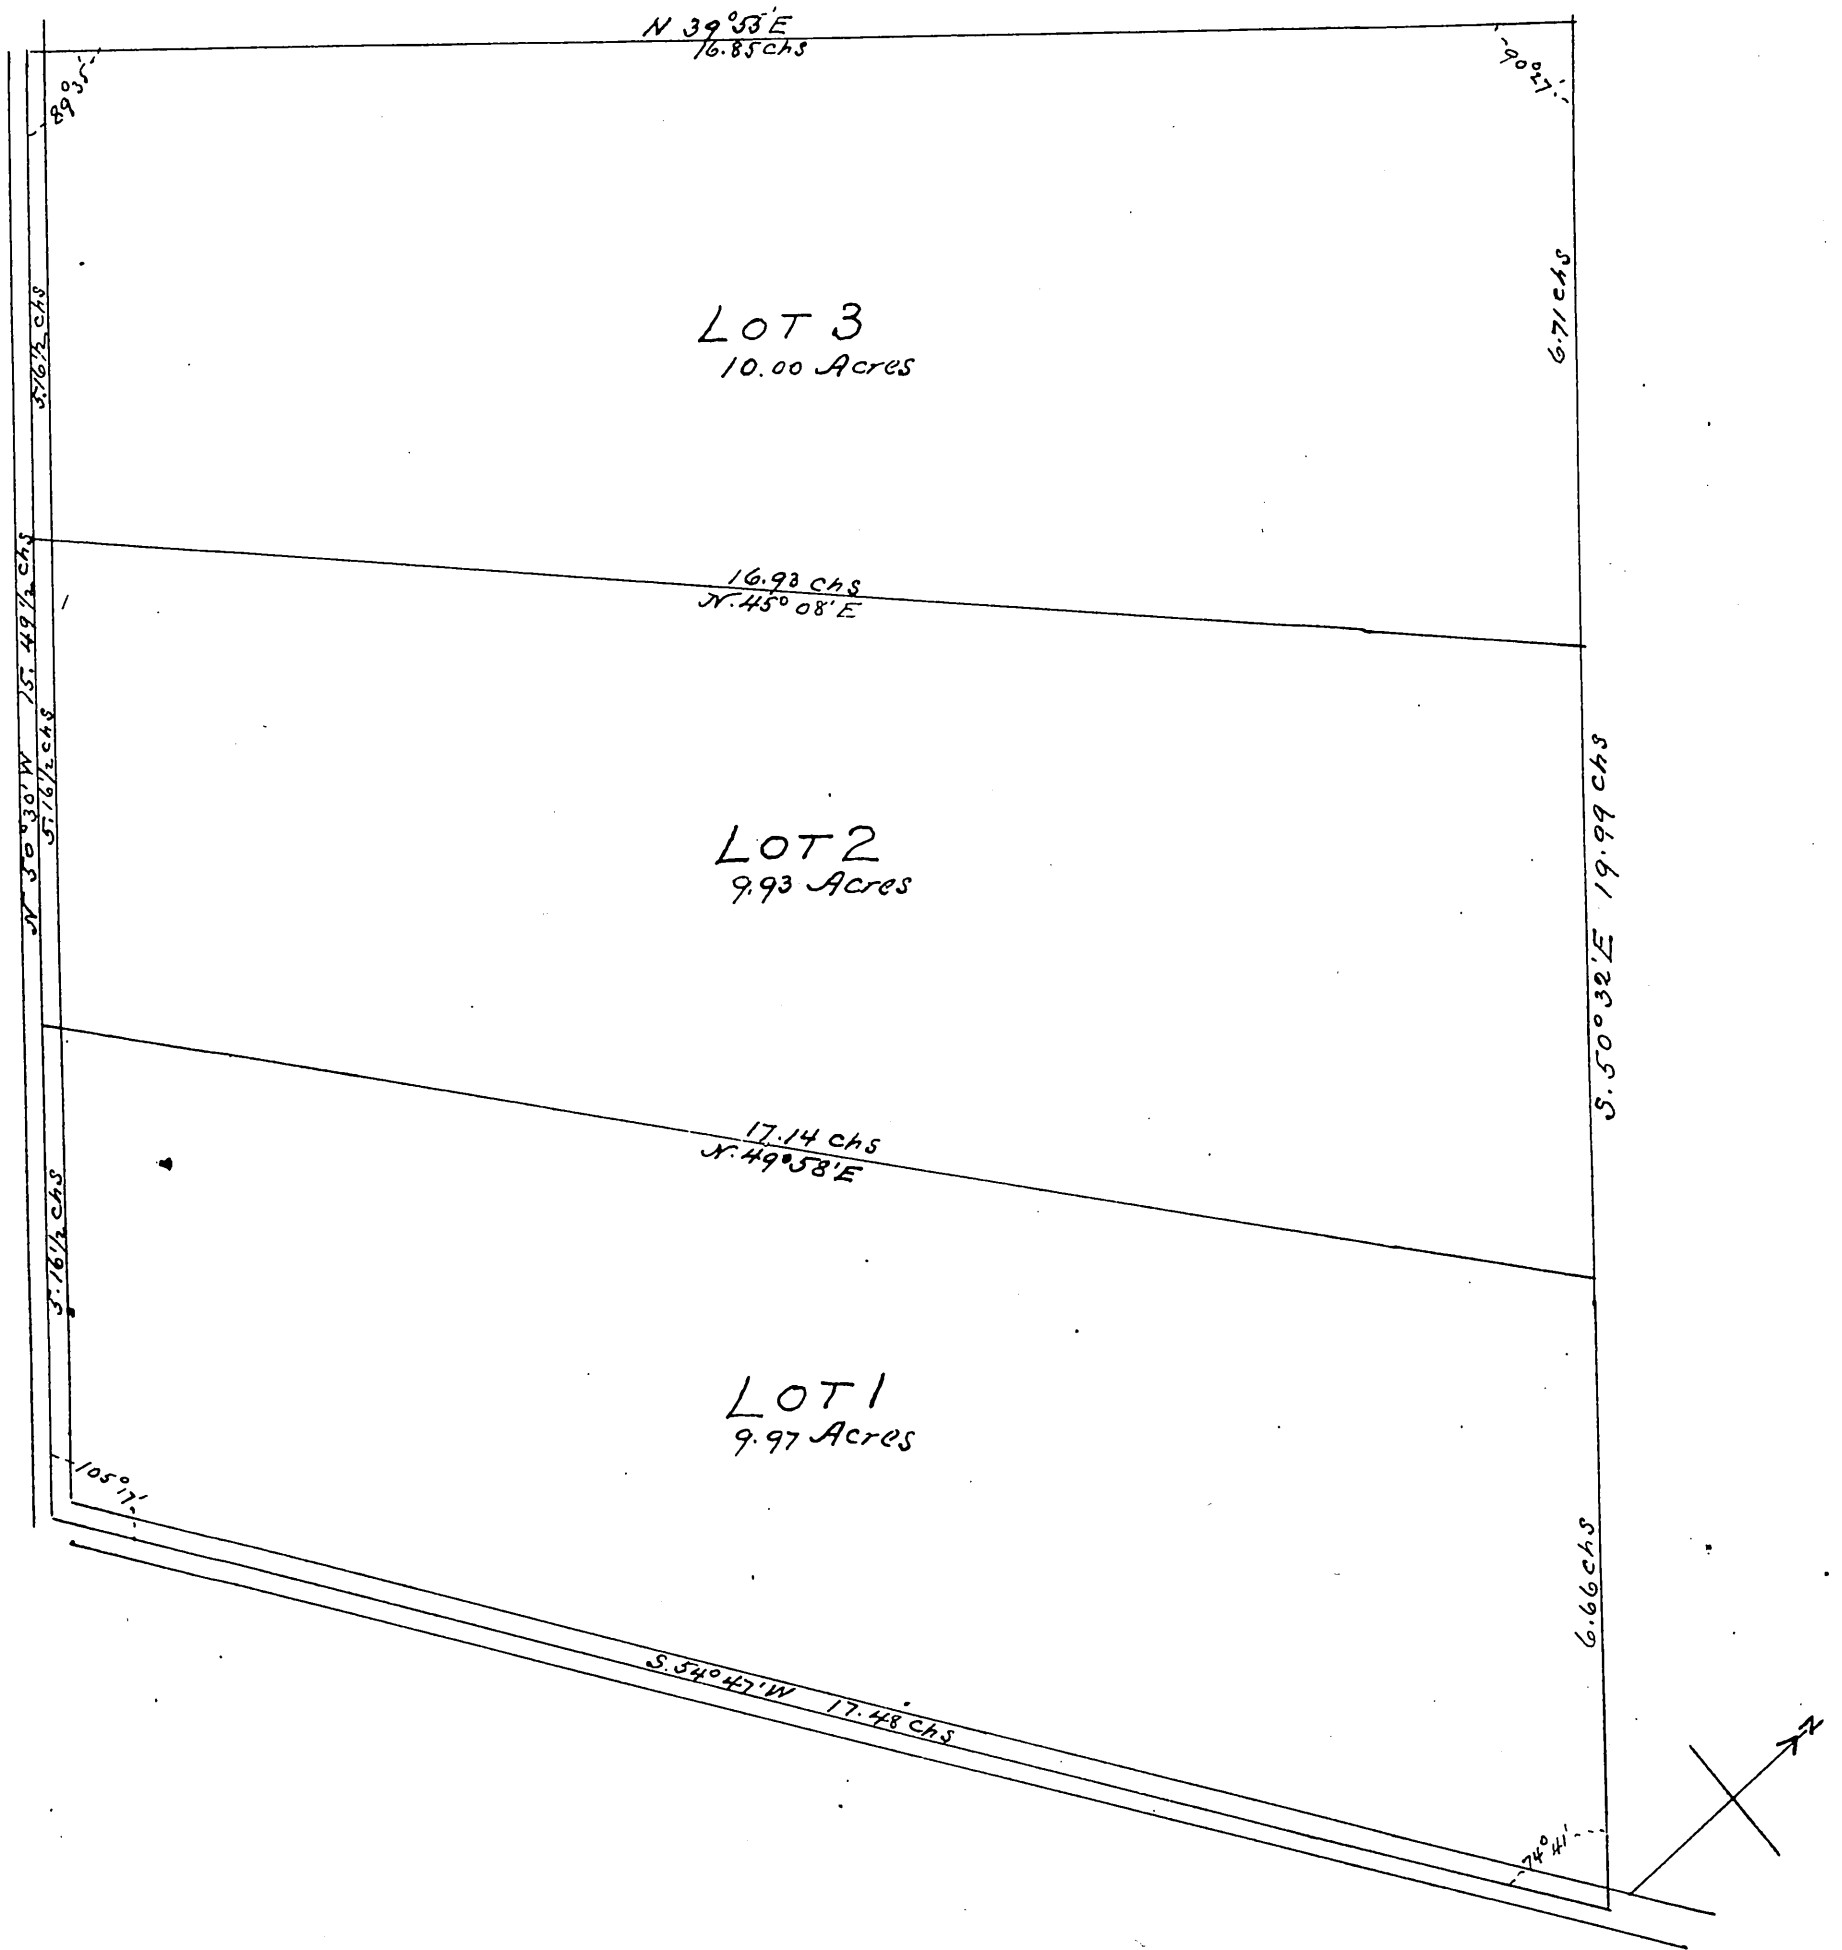 N 39°55'E
16.85 chs
89°35'
90°27'
5.16½ chs
6.71 chs
LOT 3
10.00 Acres
16.93 chs
N. 45° 08' E
N 50°30' W 15.49½ chs
5.16½ chs
LOT 2
9.93 Acres
S. 50° 32' E 19.99 chs
17.14 chs
N. 49° 58' E
5.16½ chs
LOT 1
9.97 Acres
6.66 chs
105°17'
S. 54° 47' W 17.48 chs
74° 41'
N